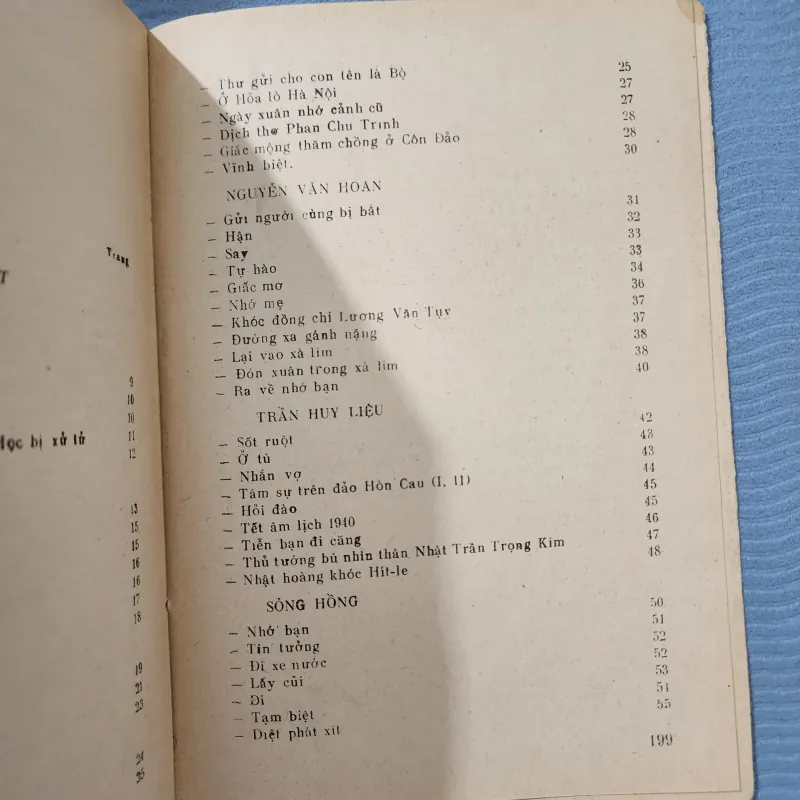 Trang
T
9
10
10
ọc bị xử tử 11
12
13
15
15
16
16
17
18
19
21
23
24
25
— Thư gửi cho con tên là Bộ 25
— Ở Hỏa lò Hà Nội 27
— Ngày xuân nhớ cảnh cũ 27
— Dịch thơ Phan Chu Trinh 28
— Giấc mộng thăm chồng ở Côn Đảo 28
— Vĩnh biệt. 30
NGUYỄN VĂN HOAN
— Gửi người cùng bị bắt 31
— Hận 32
— Say 33
— Tự hào 33
— Giấc mơ 34
— Nhớ mẹ 36
— Khóc đồng chí Lương Văn Tụy 37
— Đường xa gánh nặng 37
— Lại vào xà lim 38
— Đón xuân trong xà lim 38
— Ra về nhớ bạn 40
TRẦN HUY LIỆU
— Sốt ruột 42
— Ở tù 43
— Nhắn vợ 43
— Tâm sự trên đảo Hòn Cau (I, II) 44
— Hỏi đào 45
— Tết âm lịch 1940 45
— Tiễn bạn đi căng 46
— Thủ tướng bù nhìn thân Nhật Trần Trọng Kim 47
— Nhật hoàng khóc Hít-le 48
SÓNG HỒNG
— Nhớ bạn 50
— Tin tưởng 51
— Đi xe nước 52
— Lấy củi 52
— Đi 53
— Tạm biệt 54
— Diệt phát xít 55
199